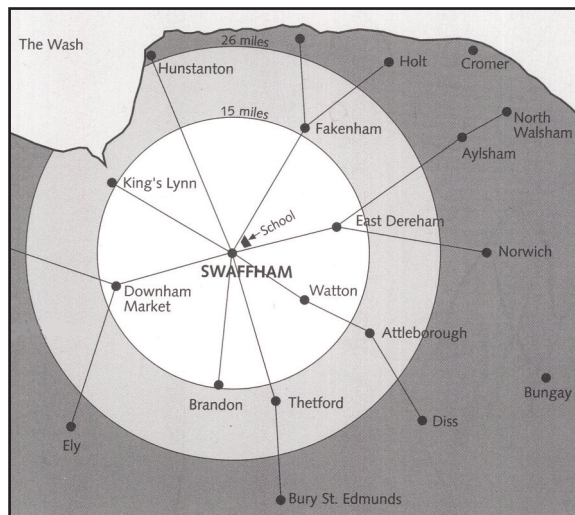 The Wash
26 miles
Hunstanton
Holt
Cromer
15 miles
Fakenham
North
Walsham
Aylsham
King's Lynn
School
East Dereham
SWAFFHAM
Norwich
Downham
Market
Watton
Attleborough
Brandon
Thetford
Bungay
Diss
Ely
Bury St. Edmunds